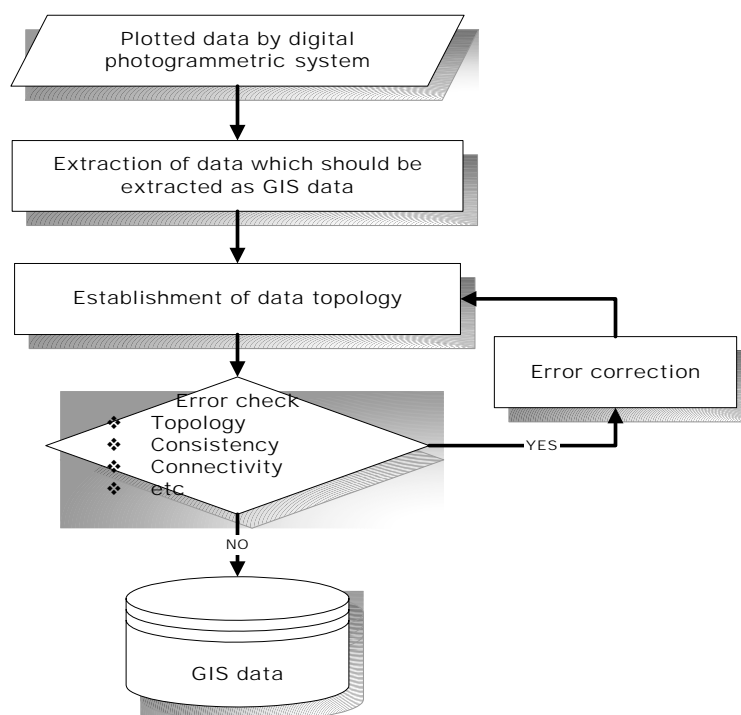 Plotted data by digital
photogrammetric system
Extraction of data which should be
extracted as GIS data
Establishment of data topology
Error correction
Error check
❖ Topology
❖ Consistency
❖ Connectivity
❖ etc
YES
NO
GIS data